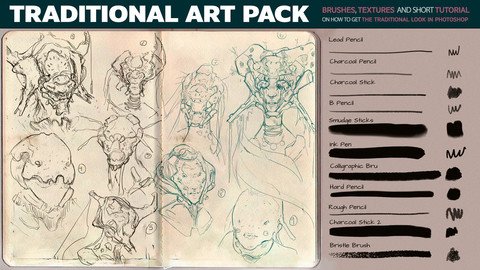 TRADITIONAL ART PACK
BRUSHES, TEXTURES AND SHORT TUTORIAL
ON HOW TO GET THE TRADITIONAL LOOK IN PHOTOSHOP
Lead Pencil
Charcoal Pencil
Charcoal Stick
B Pencil
Smudge Sticks
Ink Pen
Calligraphic Bru
Hard Pencil
Rough Pencil
Charcoal Stick 2
Bristle Brush